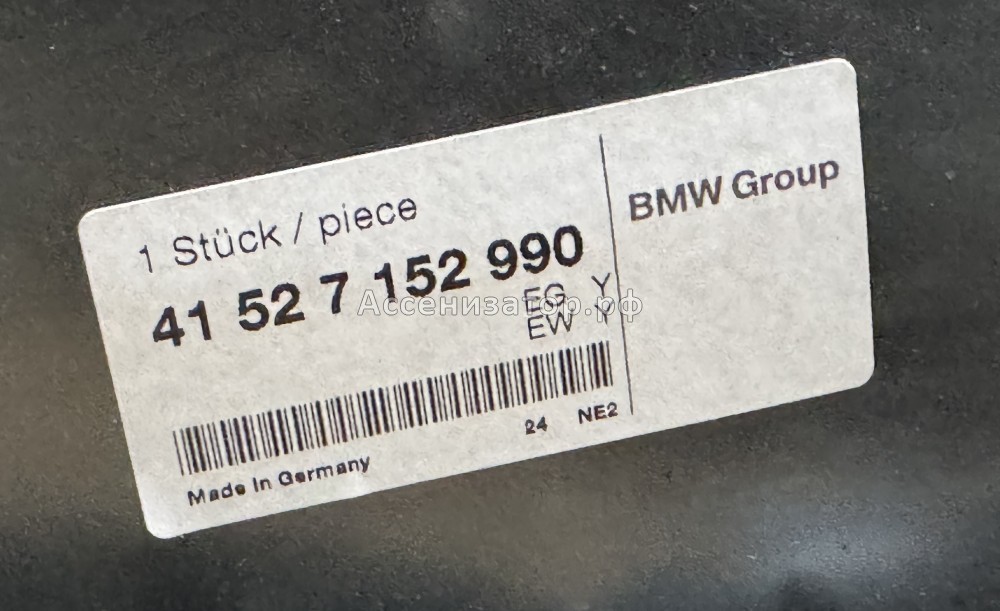 1 Stück / piece
41 52 7 152 990
EG Y
EW Y
24 NE2
Made In Germany
BMW Group
Ассенизатор.рф